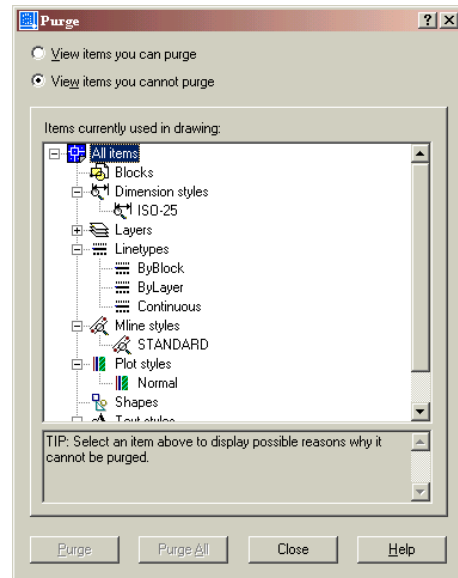 Purge
View items you can purge
View items you cannot purge
Items currently used in drawing:
All items
Blocks
Dimension styles
ISO-25
Layers
Linetypes
ByBlock
ByLayer
Continuous
Mline styles
STANDARD
Plot styles
Normal
Shapes
Text styles
TIP: Select an item above to display possible reasons why it
cannot be purged.
Purge Purge All Close Help